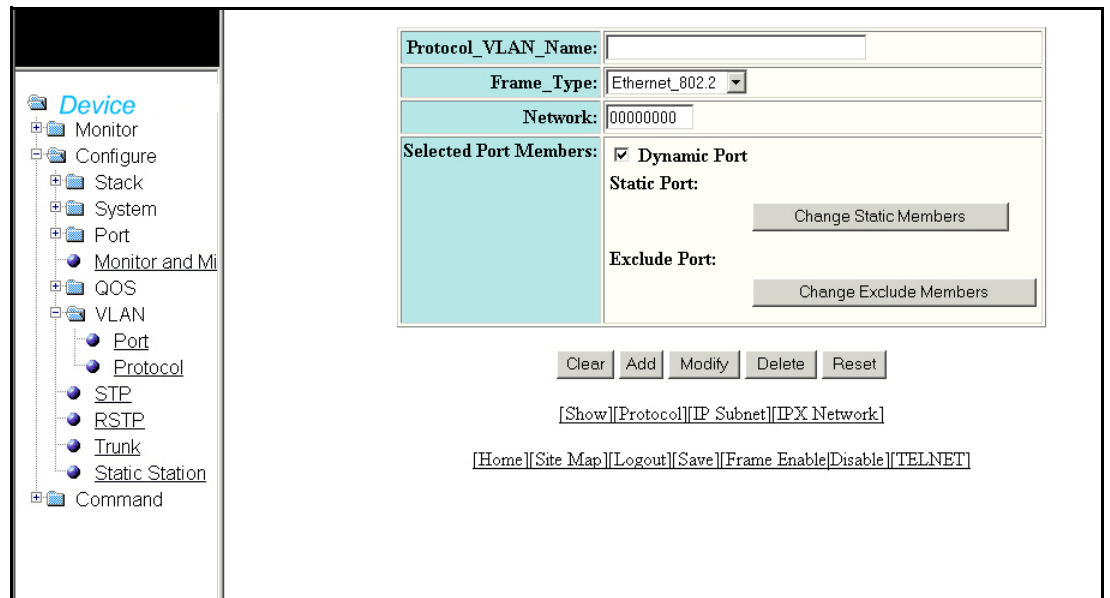 Device
Monitor
Configure
Stack
System
Port
Monitor and Mi
QOS
VLAN
Port
Protocol
STP
RSTP
Trunk
Static Station
Command
Protocol_VLAN_Name:
Frame_Type: Ethernet_802.2
Network: 00000000
Selected Port Members: Dynamic Port
Static Port:
Change Static Members
Exclude Port:
Change Exclude Members
Clear Add Modify Delete Reset
[Show][Protocol][IP Subnet][IPX Network]
[Home][Site Map][Logout][Save][Frame Enable|Disable][TELNET]